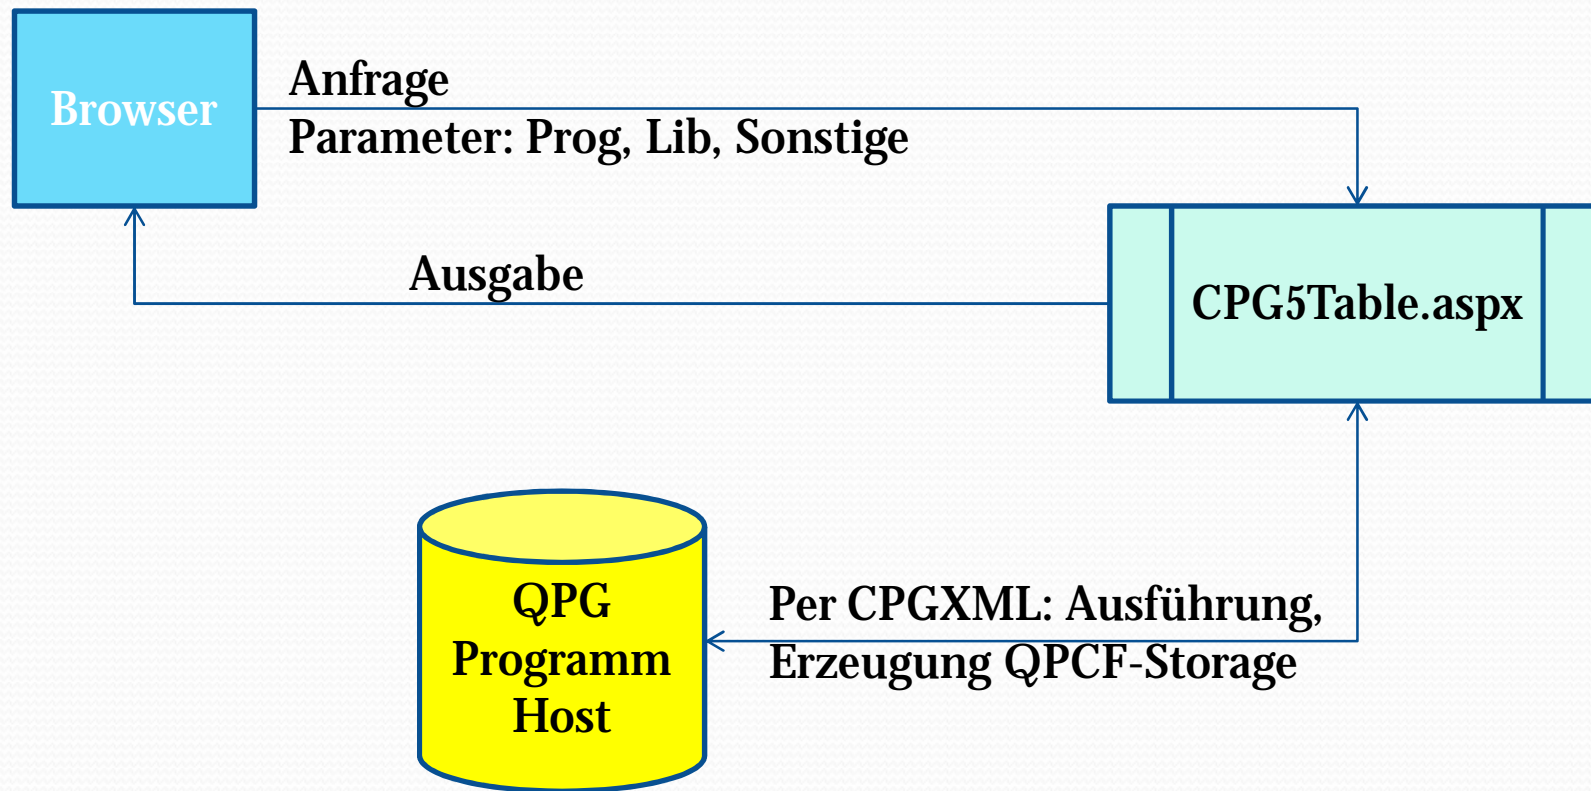 Browser
Anfrage
Parameter: Prog, Lib, Sonstige
Ausgabe
CPG5Table.aspx
QPG
Programm
Host
Per CPGXML: Ausführung,
Erzeugung QPCF-Storage